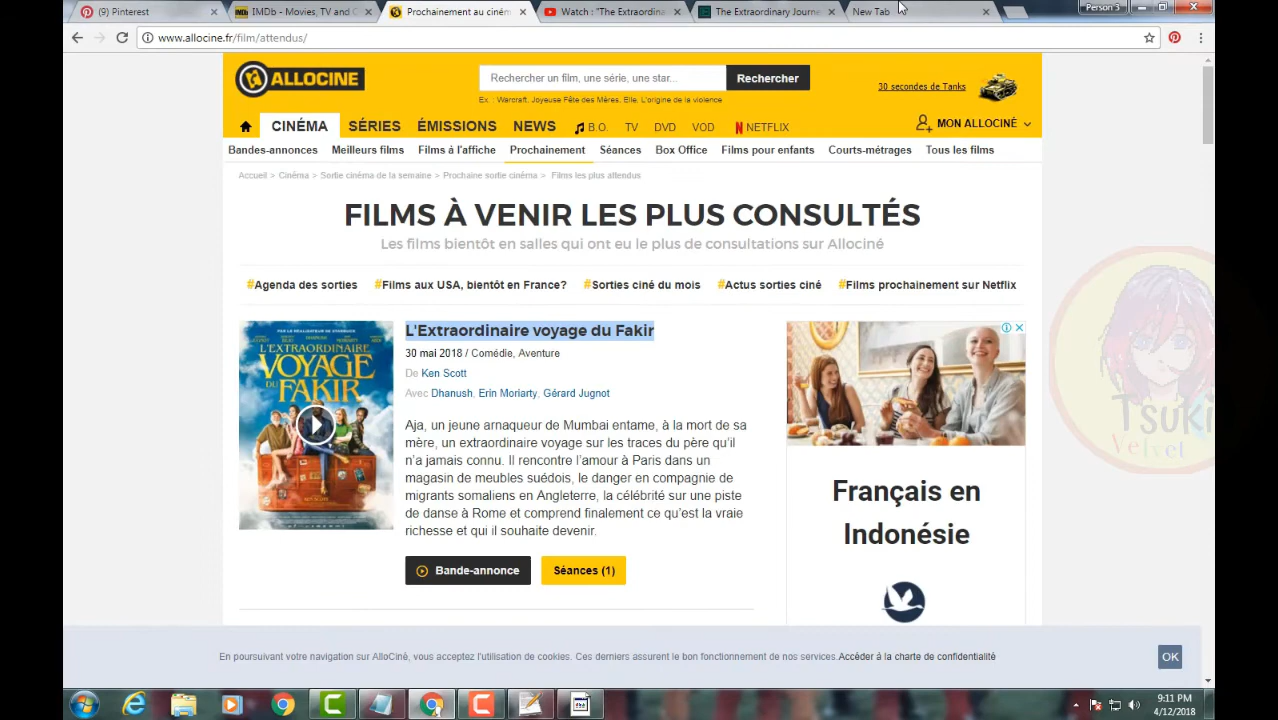 (9) Pinterest
IMDb - Movies, TV and C
Prochainement au ciném
Watch : "The Extraordina
The Extraordinary Journe
New Tab
Person 3
www.allocine.fr/film/attendus/
ALLOCINE
Rechercher un film, une série, une star...
Rechercher
30 secondes de Tanks
Ex. : Warcraft, Joyeuse Fête des Mères, Elle, L'origine de la violence
CINÉMA SÉRIES ÉMISSIONS NEWS B.O. TV DVD VOD NETFLIX
MON ALLOCINÉ
Bandes-annonces Meilleurs films Films à l'affiche Prochainement Séances Box Office Films pour enfants Courts-métrages Tous les films
Accueil > Cinéma > Sortie cinéma de la semaine > Prochaine sortie cinéma > Films les plus attendus
FILMS À VENIR LES PLUS CONSULTÉS
Les films bientôt en salles qui ont eu le plus de consultations sur Allociné
#Agenda des sorties #Films aux USA, bientôt en France? #Sorties ciné du mois #Actus sorties ciné #Films prochainement sur Netflix
L'EXTRAORDINAIRE
VOYAGE
DU
FAKIR
L'Extraordinaire voyage du Fakir
30 mai 2018 / Comédie, Aventure
De Ken Scott
Avec Dhanush, Erin Moriarty, Gérard Jugnot
Aja, un jeune arnaqueur de Mumbai entame, à la mort de sa
mère, un extraordinaire voyage sur les traces du père qu'il
n'a jamais connu. Il rencontre l'amour à Paris dans un
magasin de meubles suédois, le danger en compagnie de
migrants somaliens en Angleterre, la célébrité sur une piste
de danse à Rome et comprend finalement ce qu'est la vraie
richesse et qui il souhaite devenir.
Bande-annonce
Séances (1)
Français en
Indonésie
Tsuki
Velvet
En poursuivant votre navigation sur AlloCiné, vous acceptez l'utilisation de cookies. Ces derniers assurent le bon fonctionnement de nos services.Accéder à la charte de confidentialité
OK
9:11 PM
4/12/2018